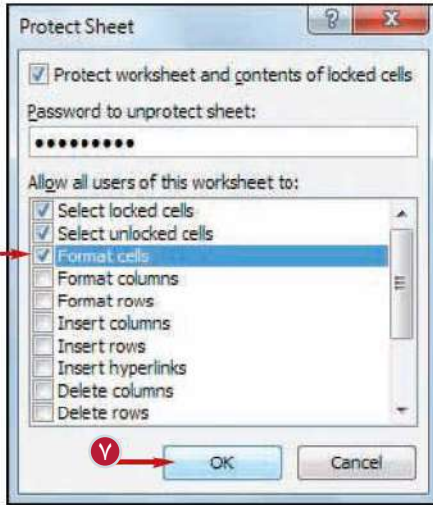 Protect Sheet
Protect worksheet and contents of locked cells
Password to unprotect sheet:
•••••••••
Allow all users of this worksheet to:
Select locked cells
Select unlocked cells
Format cells
Format columns
Format rows
Insert columns
Insert rows
Insert hyperlinks
Delete columns
Delete rows
٧
OK Cancel